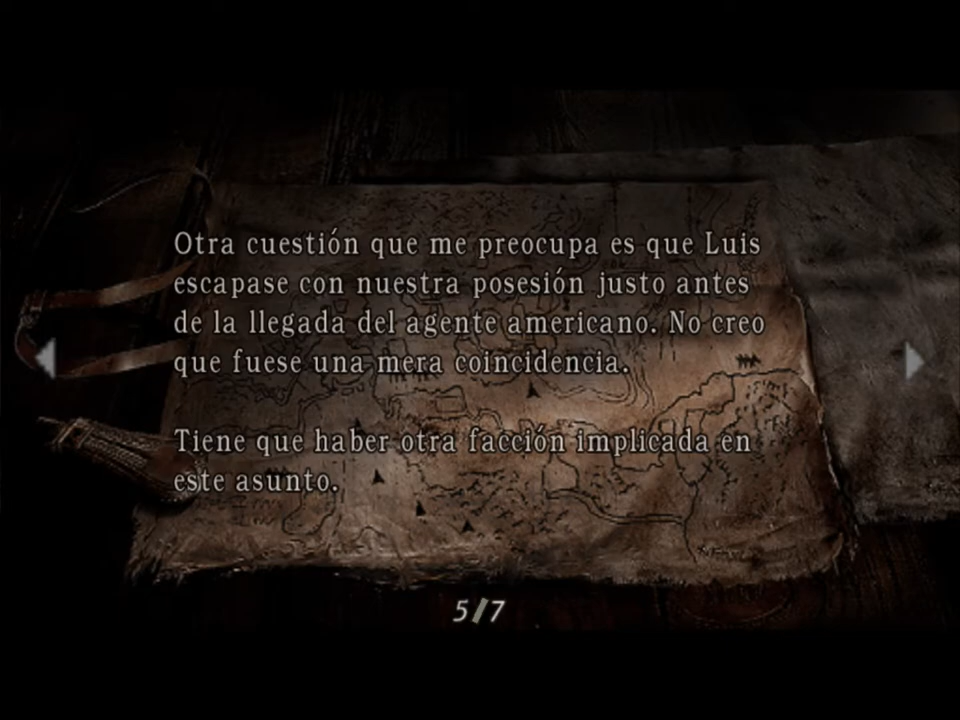 Otra cuestión que me preocupa es que Luis
escapase con nuestra posesión justo antes
de la llegada del agente americano. No creo
que fuese una mera coincidencia.
Tiene que haber otra facción implicada en
este asunto.
5/7